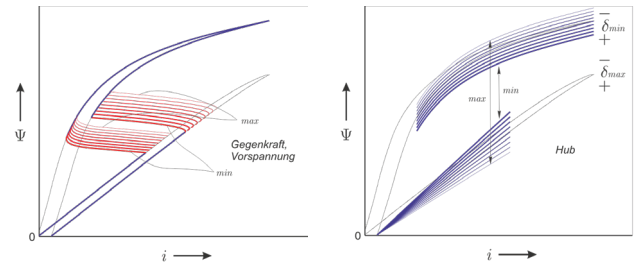 Ψ
max
Gegenkraft,
Vorspannung
min
0
i
− δmin +
− δmax +
Ψ
max
min
Hub
0
i